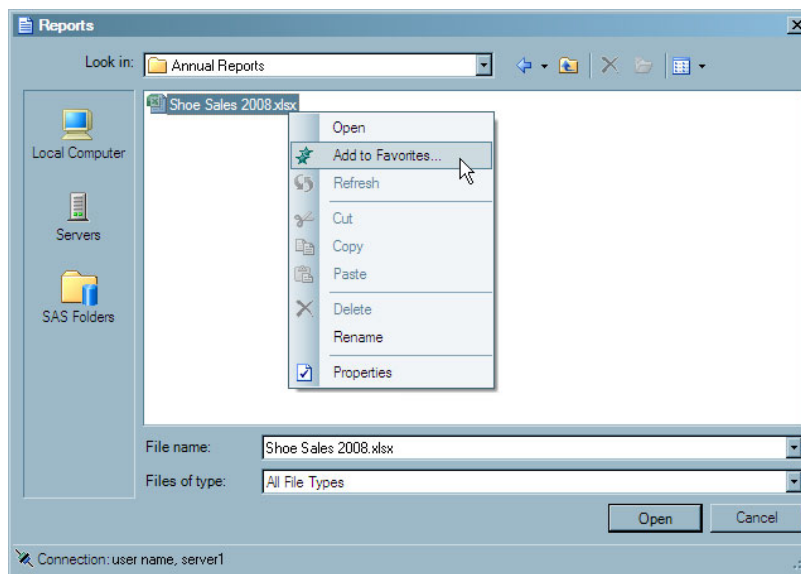 Reports
Look in: Annual Reports
Shoe Sales 2008.xlsx
Open
Local Computer
Add to Favorites...
Refresh
Cut
Servers
Copy
Paste
Delete
SAS Folders
Rename
Properties
File name: Shoe Sales 2008.xlsx
Files of type: All File Types
Open Cancel
Connection: user name, server1